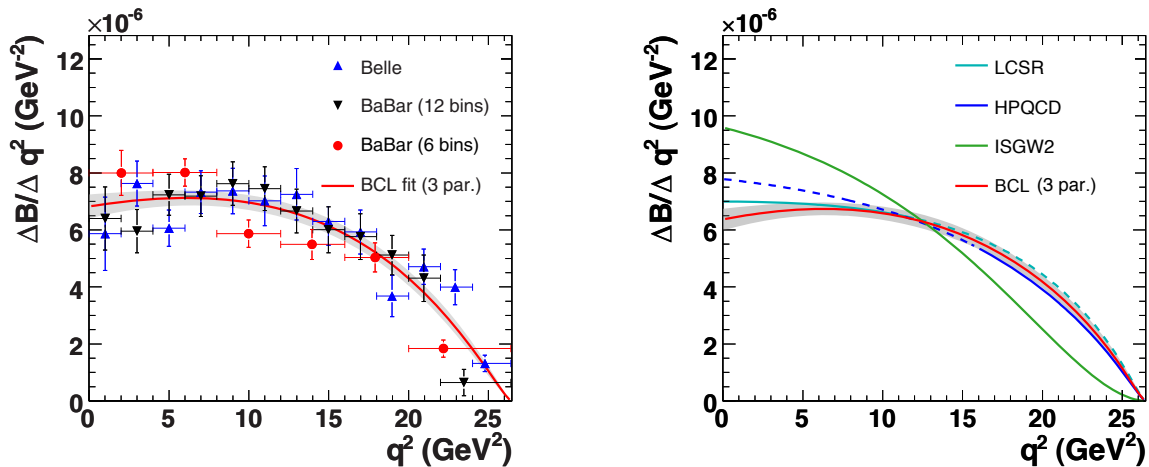 ×10⁻⁶
ΔB/Δ q² (GeV⁻²)
12
10
8
6
4
2
0
0 5 10 15 20 25
q² (GeV²)
Belle
BaBar (12 bins)
BaBar (6 bins)
BCL fit (3 par.)
×10⁻⁶
ΔB/Δ q² (GeV⁻²)
12
10
8
6
4
2
0
0 5 10 15 20 25
q² (GeV²)
LCSR
HPQCD
ISGW2
BCL (3 par.)